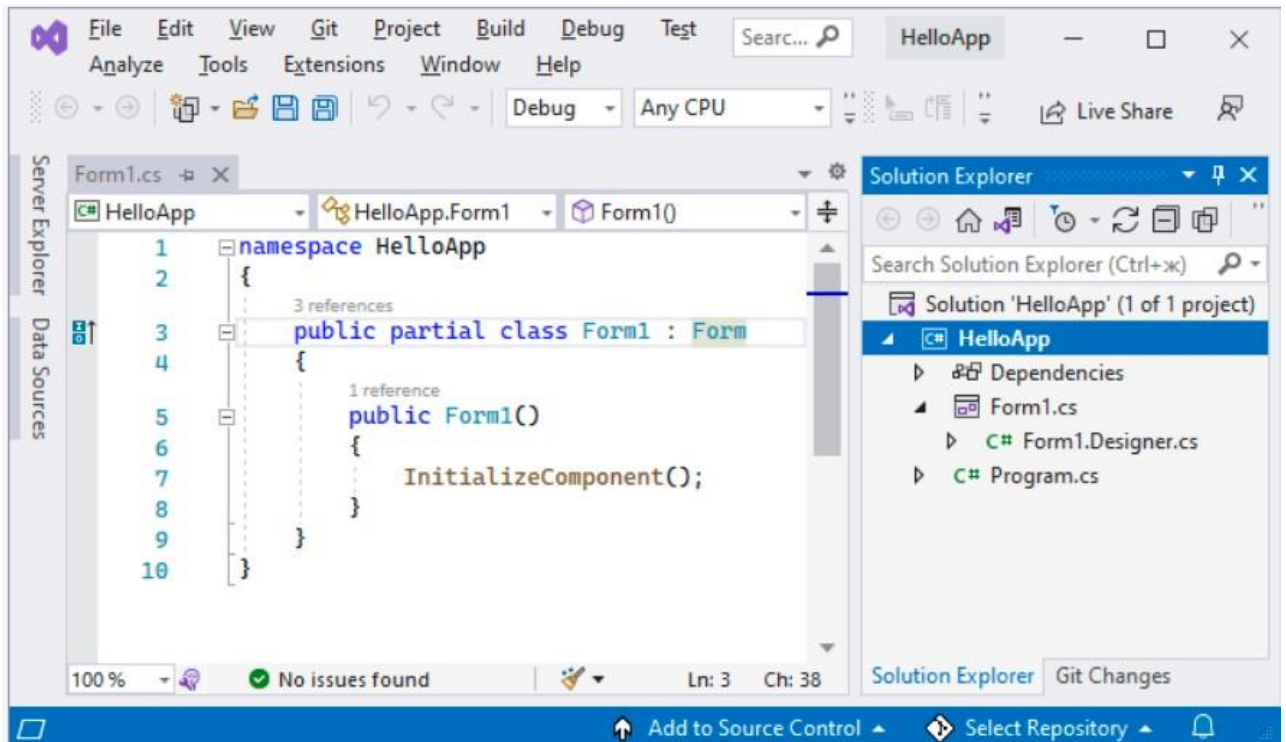 File Edit View Git Project Build Debug Test Searc... HelloApp
Analyze Tools Extensions Window Help
Debug Any CPU Live Share
Server Explorer
Data Sources
Form1.cs
HelloApp HelloApp.Form1 Form1()
1 namespace HelloApp
2 {
3 references
3 public partial class Form1 : Form
4 {
1 reference
5 public Form1()
6 {
7 InitializeComponent();
8 }
9 }
10 }
100 % No issues found Ln: 3 Ch: 38
Solution Explorer
Search Solution Explorer (Ctrl+ж)
Solution 'HelloApp' (1 of 1 project)
C# HelloApp
Dependencies
Form1.cs
C# Form1.Designer.cs
C# Program.cs
Solution Explorer Git Changes
Add to Source Control Select Repository